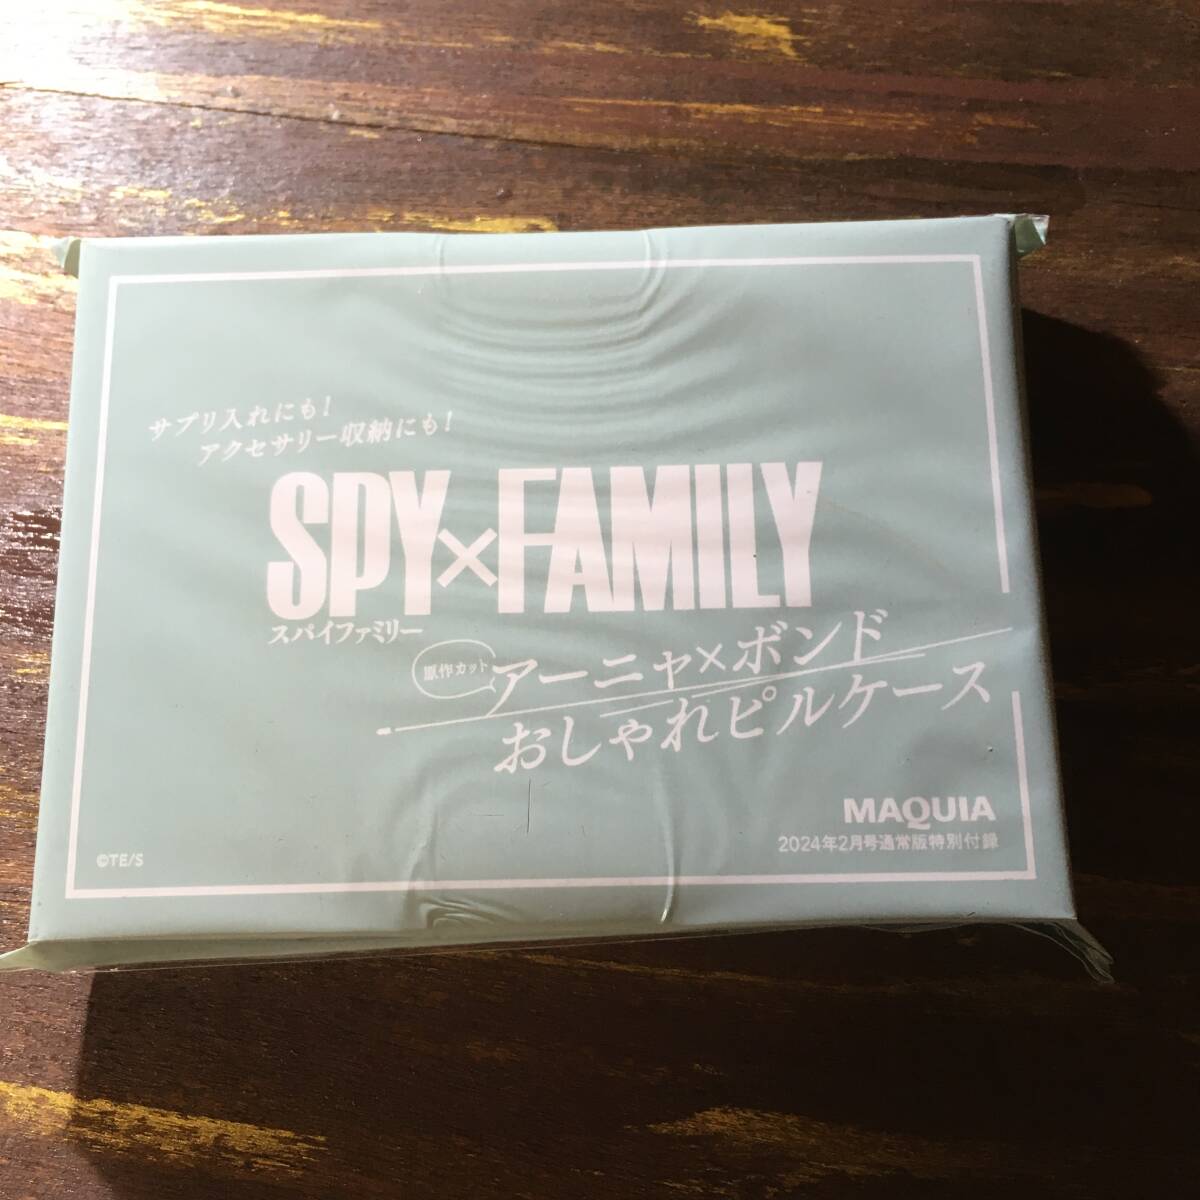 サプリ入れにも!
アクセサリー収納にも!
SPY×FAMILY
スパイファミリー
原作カット
アーニャ×ボンド
おしゃれピルケース
MAQUIA
2024年2月号通常版特別付録
©TE/S